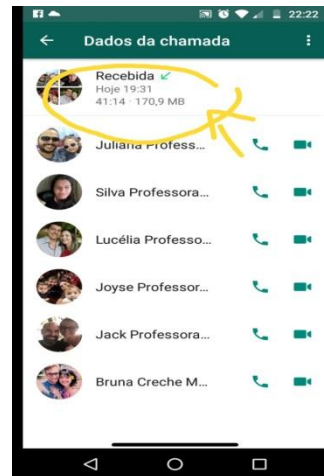 22:22
Dados da chamada
Recebida
Hoje 19:31
41:14 · 170,9 MB
Juliana Profess...
Silva Professora...
Lucélia Professo...
Joyse Professor...
Jack Professora...
Bruna Creche M...